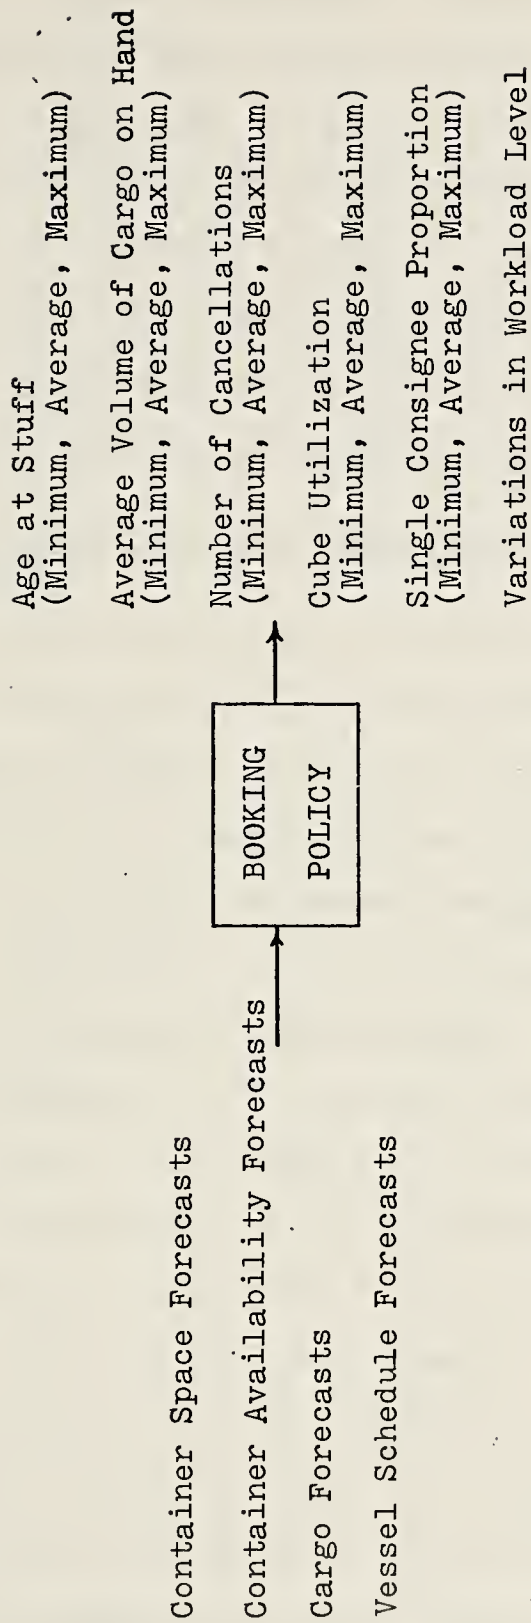 Container Space Forecasts
Container Availability Forecasts
Cargo Forecasts
Vessel Schedule Forecasts
BOOKING
POLICY
Age at Stuff
(Minimum, Average, Maximum)
Average Volume of Cargo on Hand
(Minimum, Average, Maximum)
Number of Cancellations
(Minimum, Average, Maximum)
Cube Utilization
(Minimum, Average, Maximum)
Single Consignee Proportion
(Minimum, Average, Maximum)
Variations in Workload Level